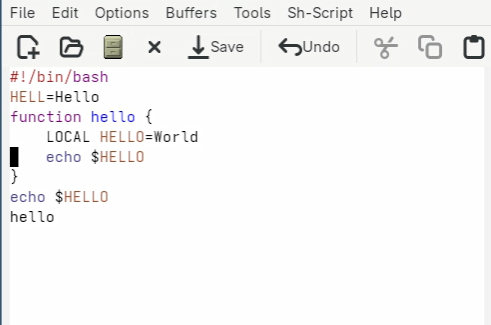 File Edit Options Buffers Tools Sh-Script Help
Save Undo
#!/bin/bash
HELL=Hello
function hello {
    LOCAL HELLO=World
    echo $HELLO
}
echo $HELLO
hello